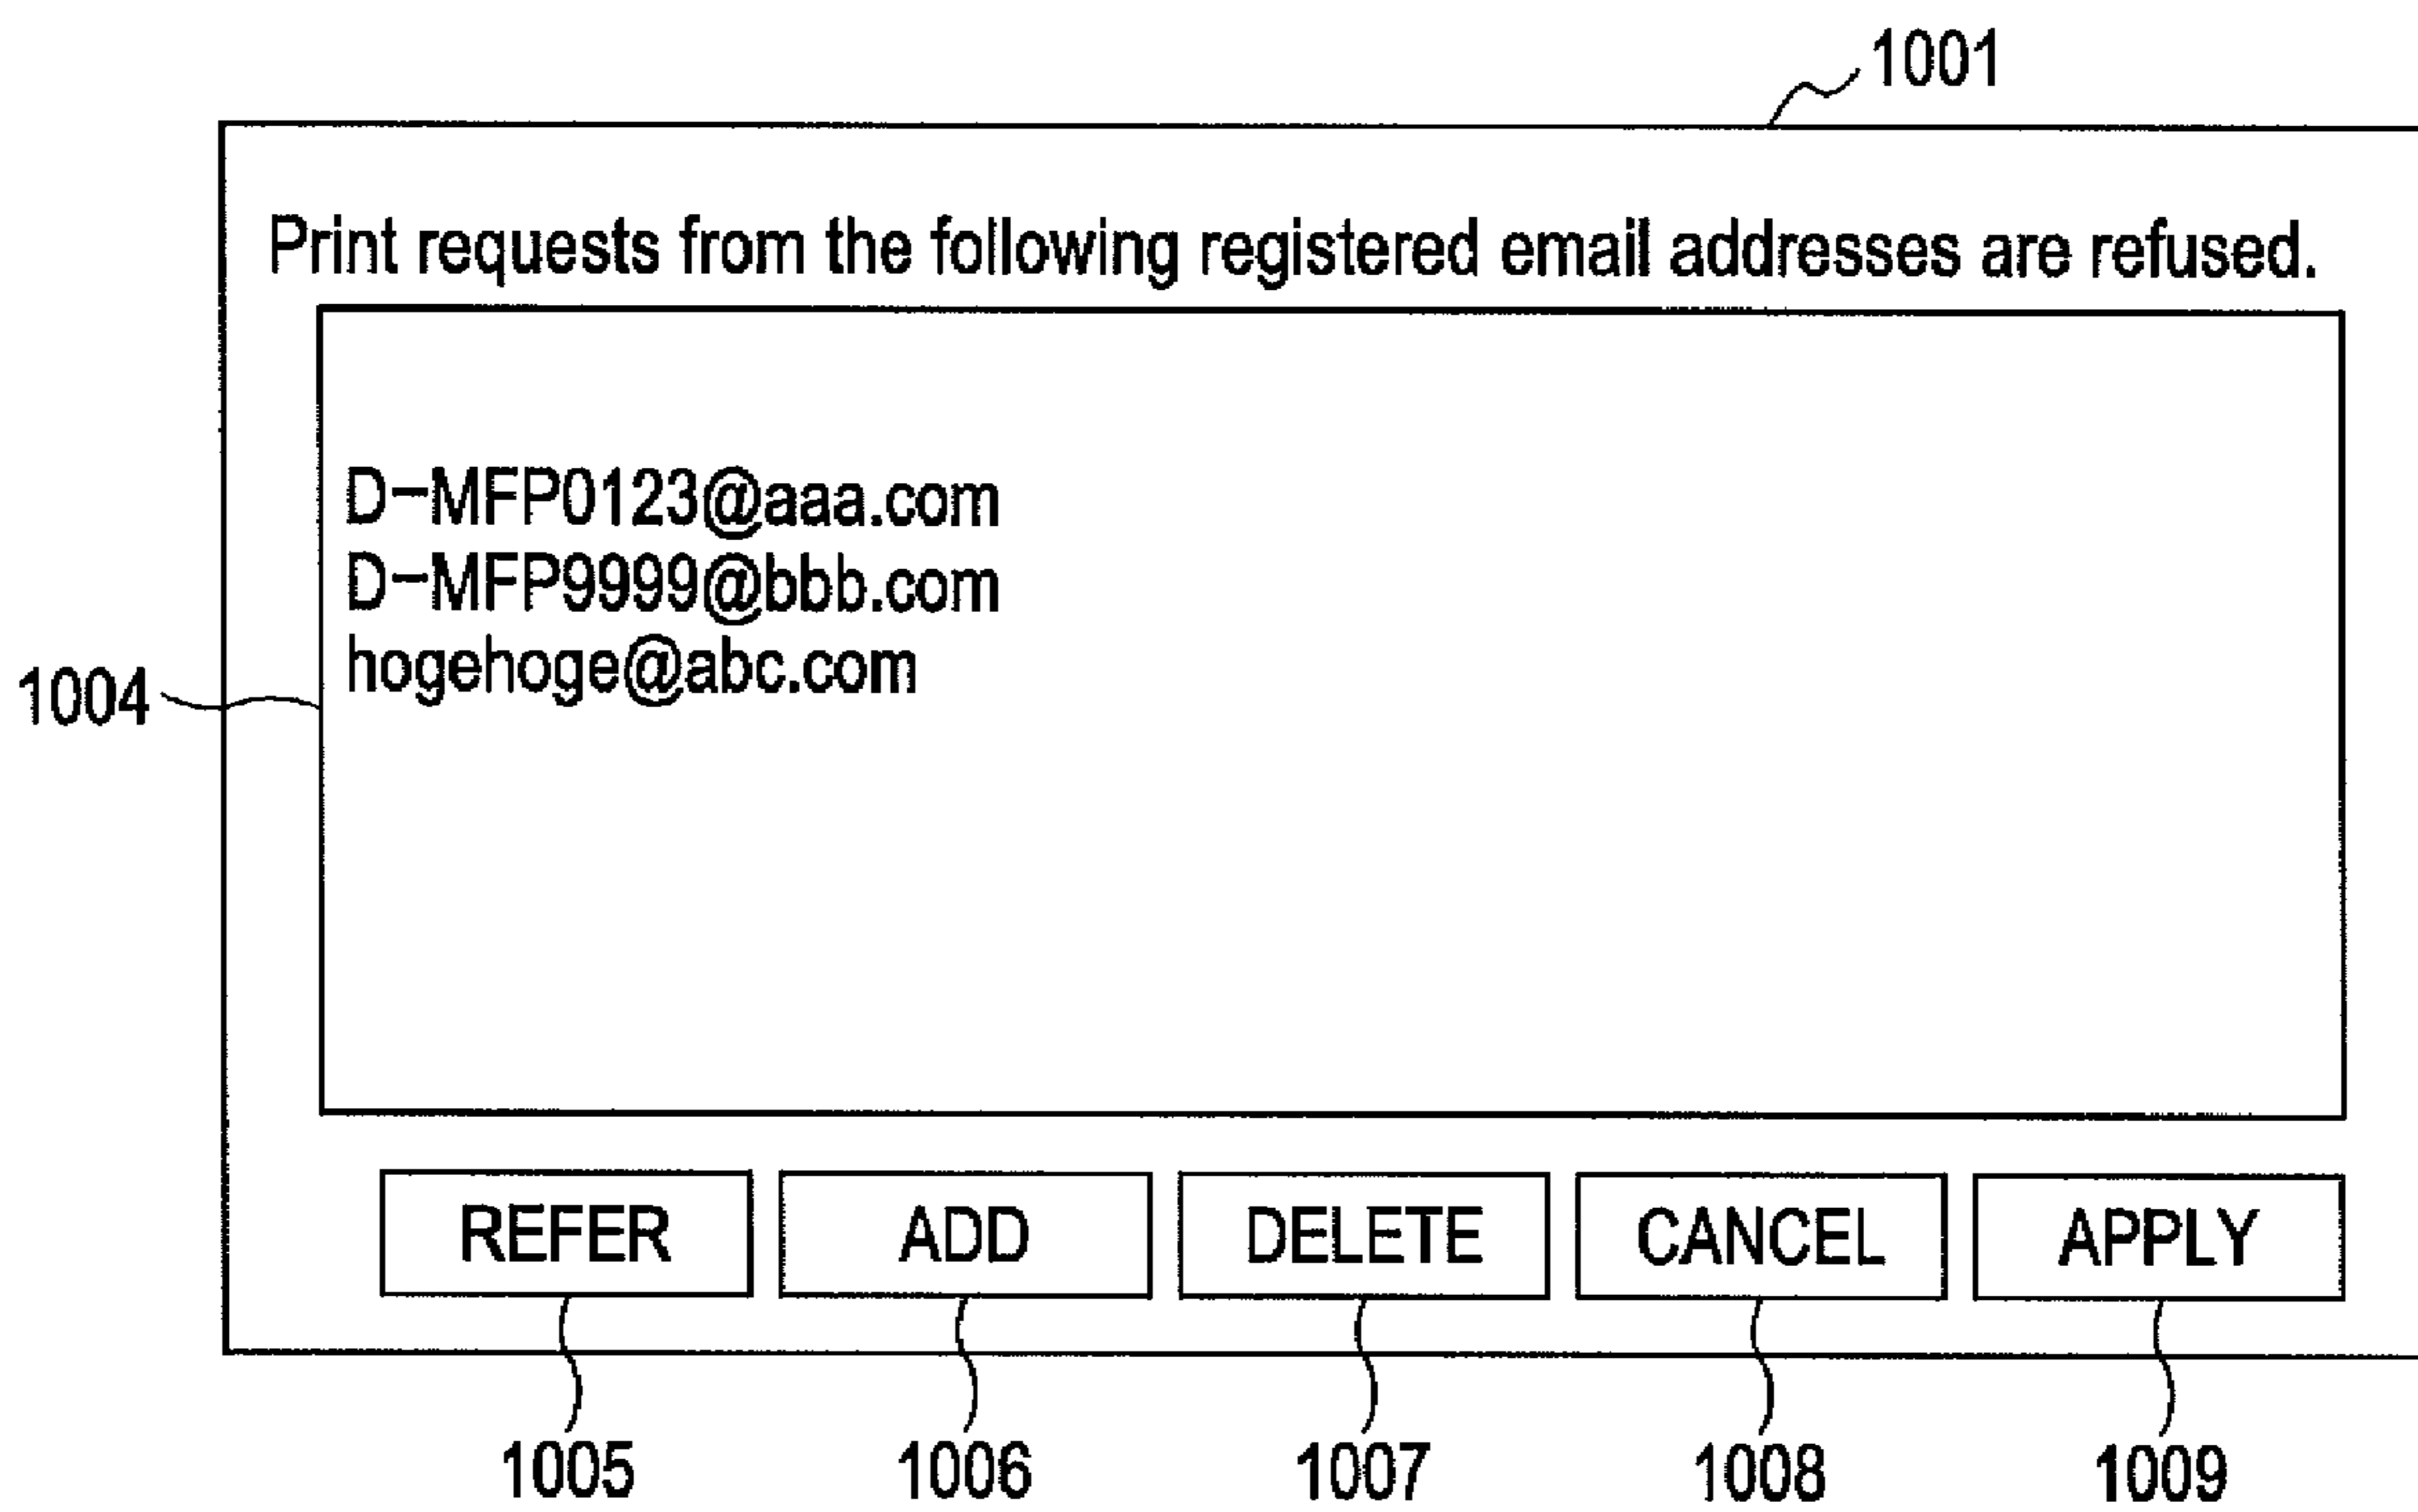 1001
Print requests from the following registered email addresses are refused.
D-MFP0123@aaa.com
D-MFP9999@bbb.com
hogehoge@abc.com
1004
REFER ADD DELETE CANCEL APPLY
1005 1006 1007 1008 1009